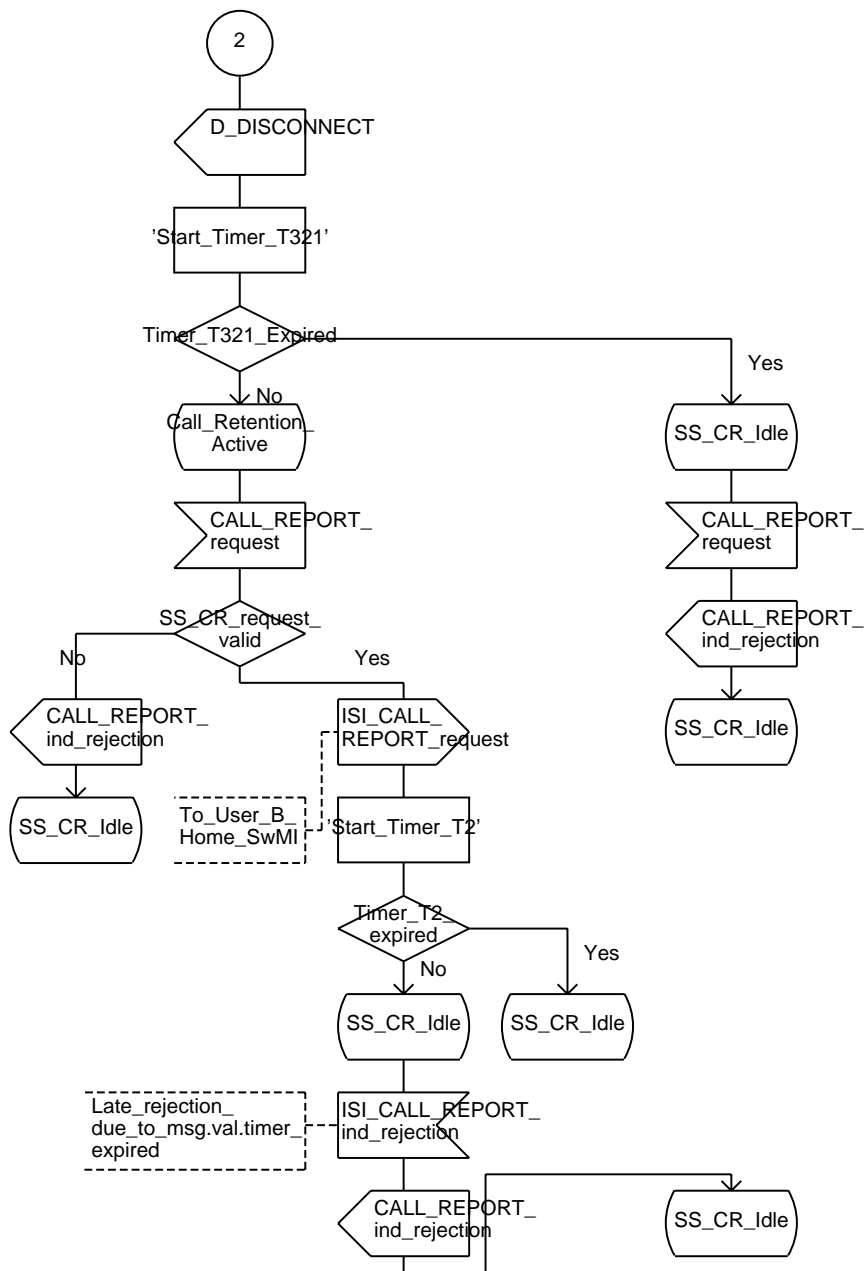 2
D_DISCONNECT
'Start_Timer_T321'
Timer_T321_Expired
Yes
No
Call_Retention_
Active
SS_CR_Idle
CALL_REPORT_
request
CALL_REPORT_
request
SS_CR_request_
valid
CALL_REPORT_
ind_rejection
No
Yes
CALL_REPORT_
ind_rejection
ISI_CALL_
REPORT_request
SS_CR_Idle
SS_CR_Idle
To_User_B_
Home_SwMI
'Start_Timer_T2'
Timer_T2_
expired
No
Yes
SS_CR_Idle
SS_CR_Idle
Late_rejection_
due_to_msg.val.timer_
expired
ISI_CALL_REPORT_
ind_rejection
CALL_REPORT_
ind_rejection
SS_CR_Idle